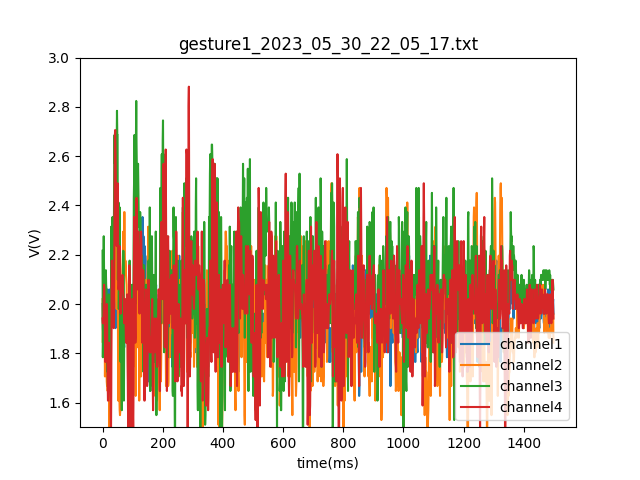 gesture1_2023_05_30_22_05_17.txt
3.0
2.8
2.6
2.4
2.2
2.0
1.8
1.6
V(V)
channel1
channel2
channel3
channel4
0 200 400 600 800 1000 1200 1400
time(ms)